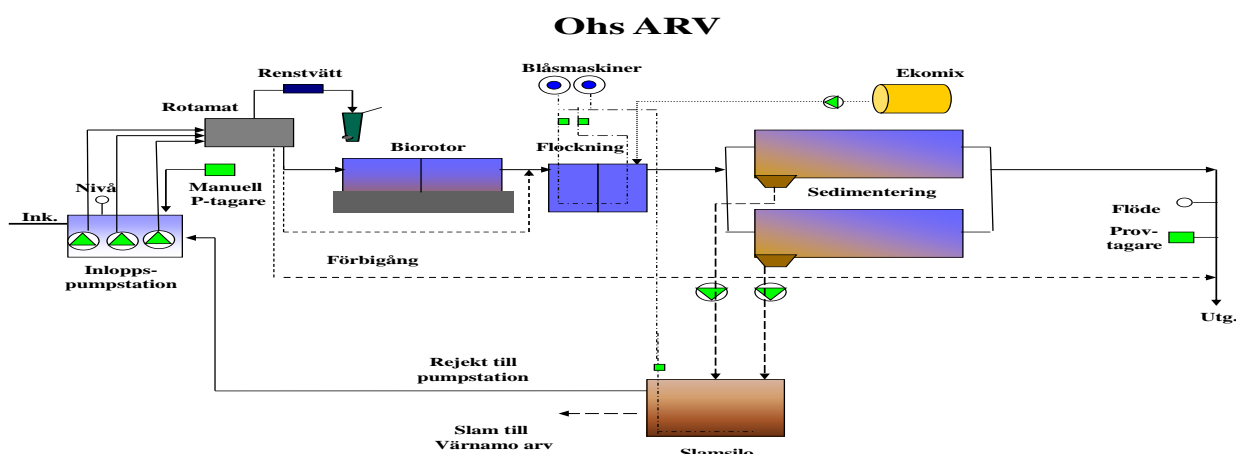 Ohs ARV
Renstvätt
Blåsmaskiner
Ekomix
Rotamat
Biorotor
Flockning
Nivå
Manuell
P-tagare
Sedimentering
Ink.
Flöde
Prov-
tagare
Inlopps-
pumpstation
Förbigång
Utg.
Rejekt till
pumpstation
Slam till
Värnamo arv
Slamsilo